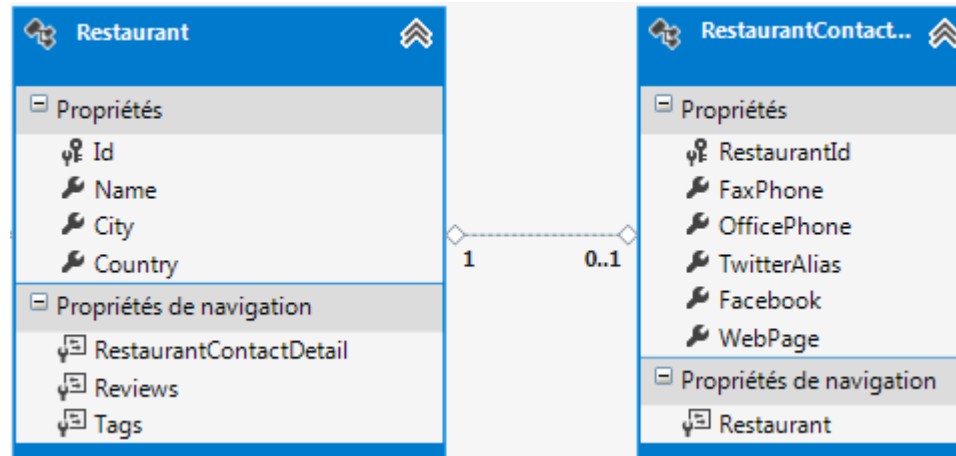 Restaurant
Propriétés
Id
Name
City
Country
Propriétés de navigation
RestaurantContactDetail
Reviews
Tags
1
0..1
RestaurantContact...
Propriétés
RestaurantId
FaxPhone
OfficePhone
TwitterAlias
Facebook
WebPage
Propriétés de navigation
Restaurant